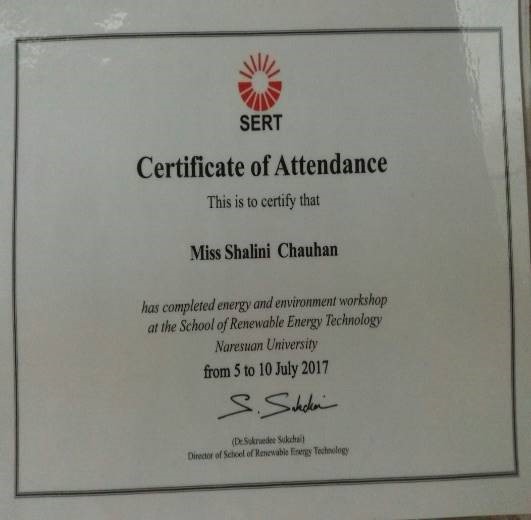 SERT
Certificate of Attendance
This is to certify that
Miss Shalini Chauhan
has completed energy and environment workshop
at the School of Renewable Energy Technology
Naresuan University
from 5 to 10 July 2017
S. Sukchai
(Dr.Sukruedee Sukchai)
Director of School of Renewable Energy Technology